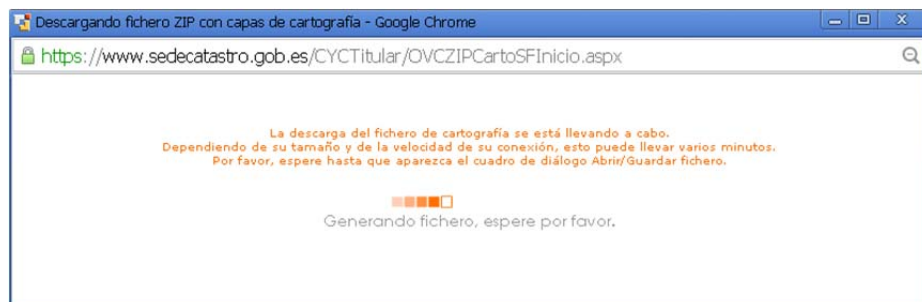 Descargando fichero ZIP con capas de cartografía - Google Chrome
https://www.sedecatastro.gob.es/CYCTitular/OVCZIPCartoSFInicio.aspx
La descarga del fichero de cartografía se está llevando a cabo.
Dependiendo de su tamaño y de la velocidad de su conexión, esto puede llevar varios minutos.
Por favor, espere hasta que aparezca el cuadro de diálogo Abrir/Guardar fichero.
Generando fichero, espere por favor.